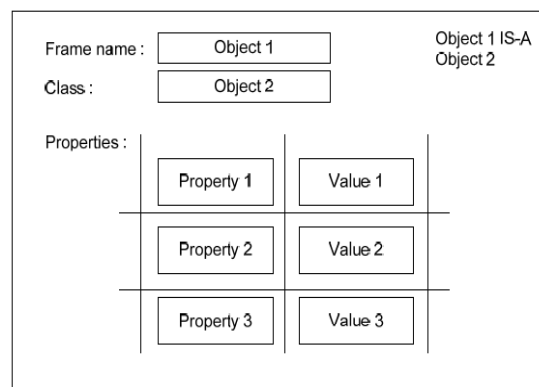 Frame name : Object 1
Object 1 IS-A
Object 2
Class : Object 2
Properties :
Property 1 Value 1
Property 2 Value 2
Property 3 Value 3